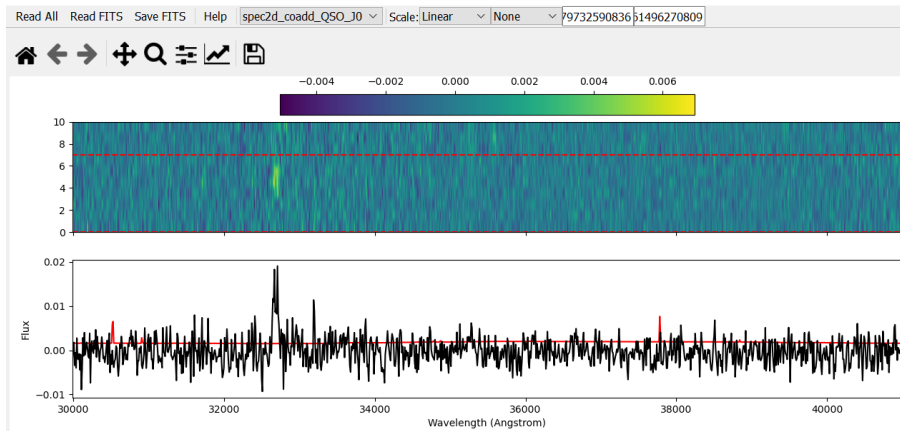 Read All Read FITS Save FITS Help spec2d_coadd_QSO_J0 Scale: Linear None 79732590836 51496270809
−0.004 −0.002 0.000 0.002 0.004 0.006
10
8
6
4
2
0
0.02
0.01
0.00
−0.01
Flux
30000 32000 34000 36000 38000 40000
Wavelength (Angstrom)